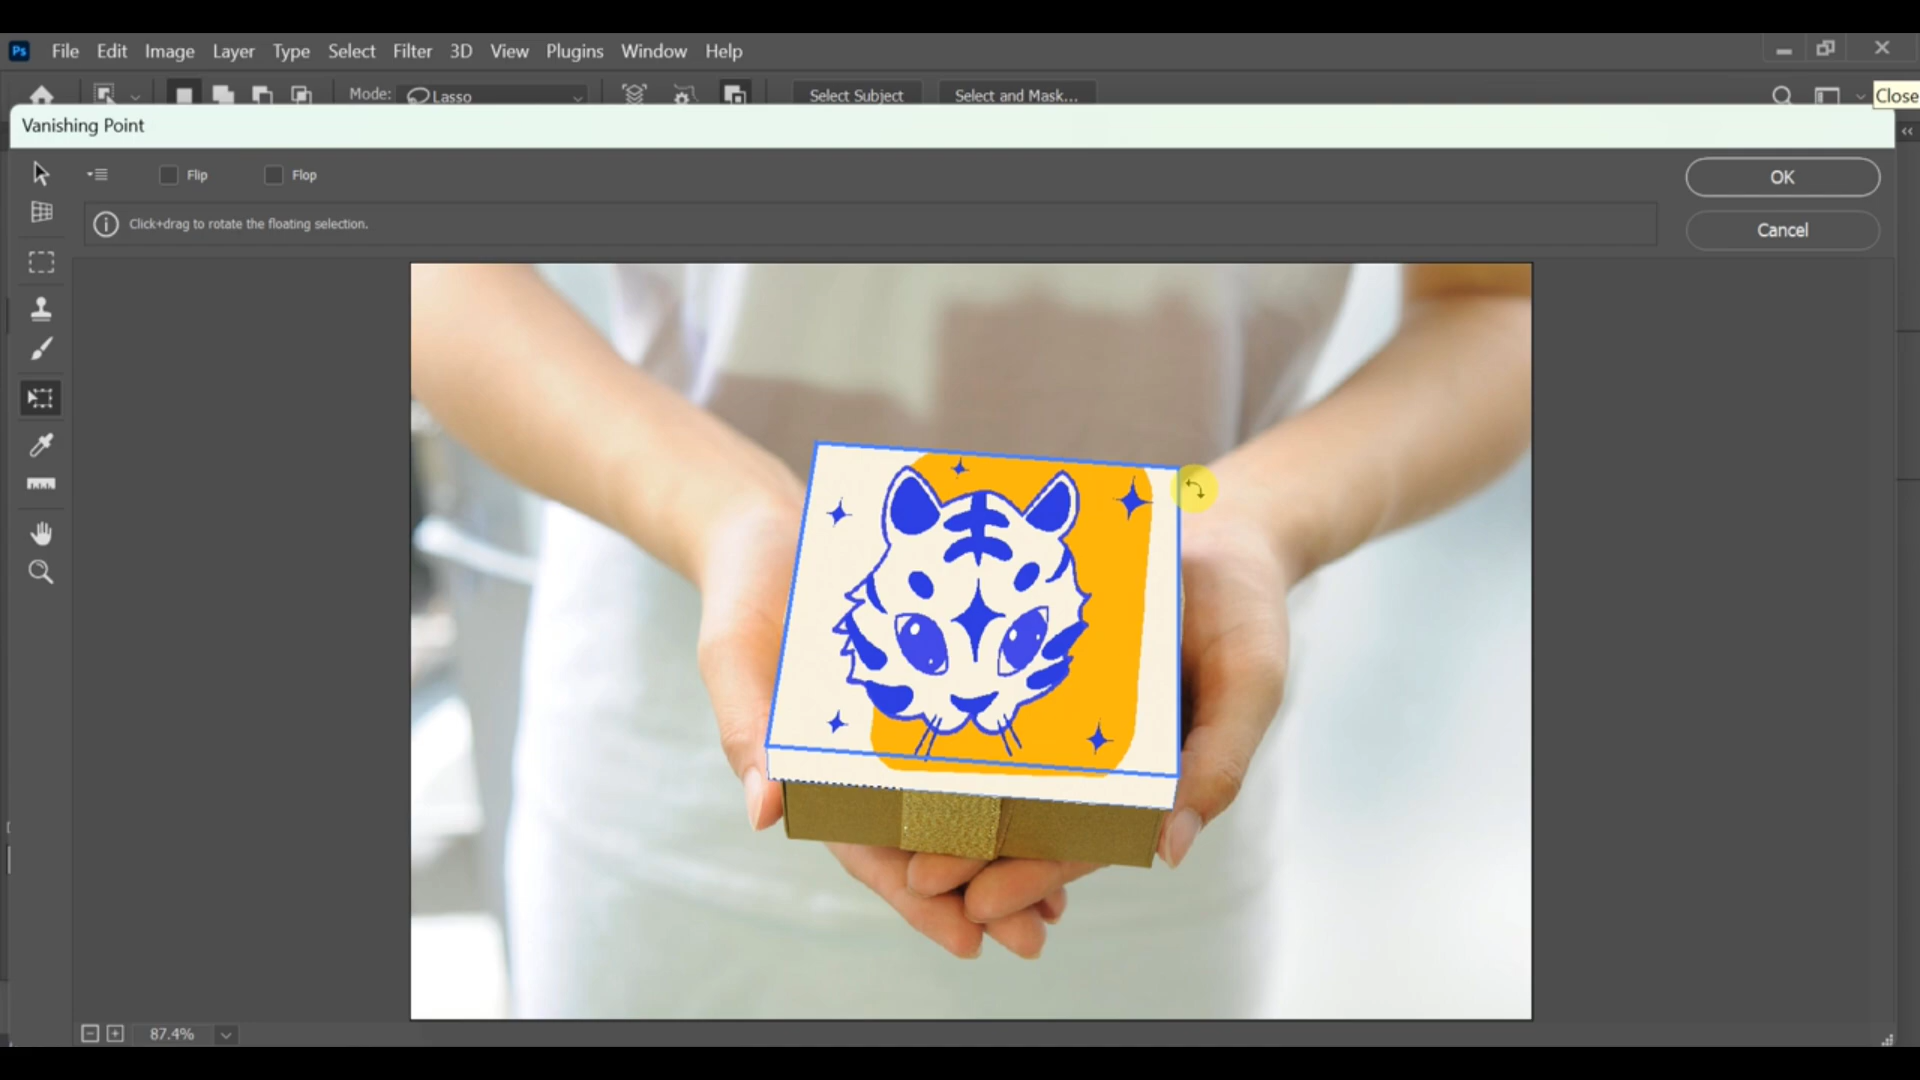 Ps File Edit Image Layer Type Select Filter 3D View Plugins Window Help
Mode: Lasso Select Subject Select and Mask... Close
Vanishing Point
Flip Flop OK
Click+drag to rotate the floating selection.
Cancel
87.4%